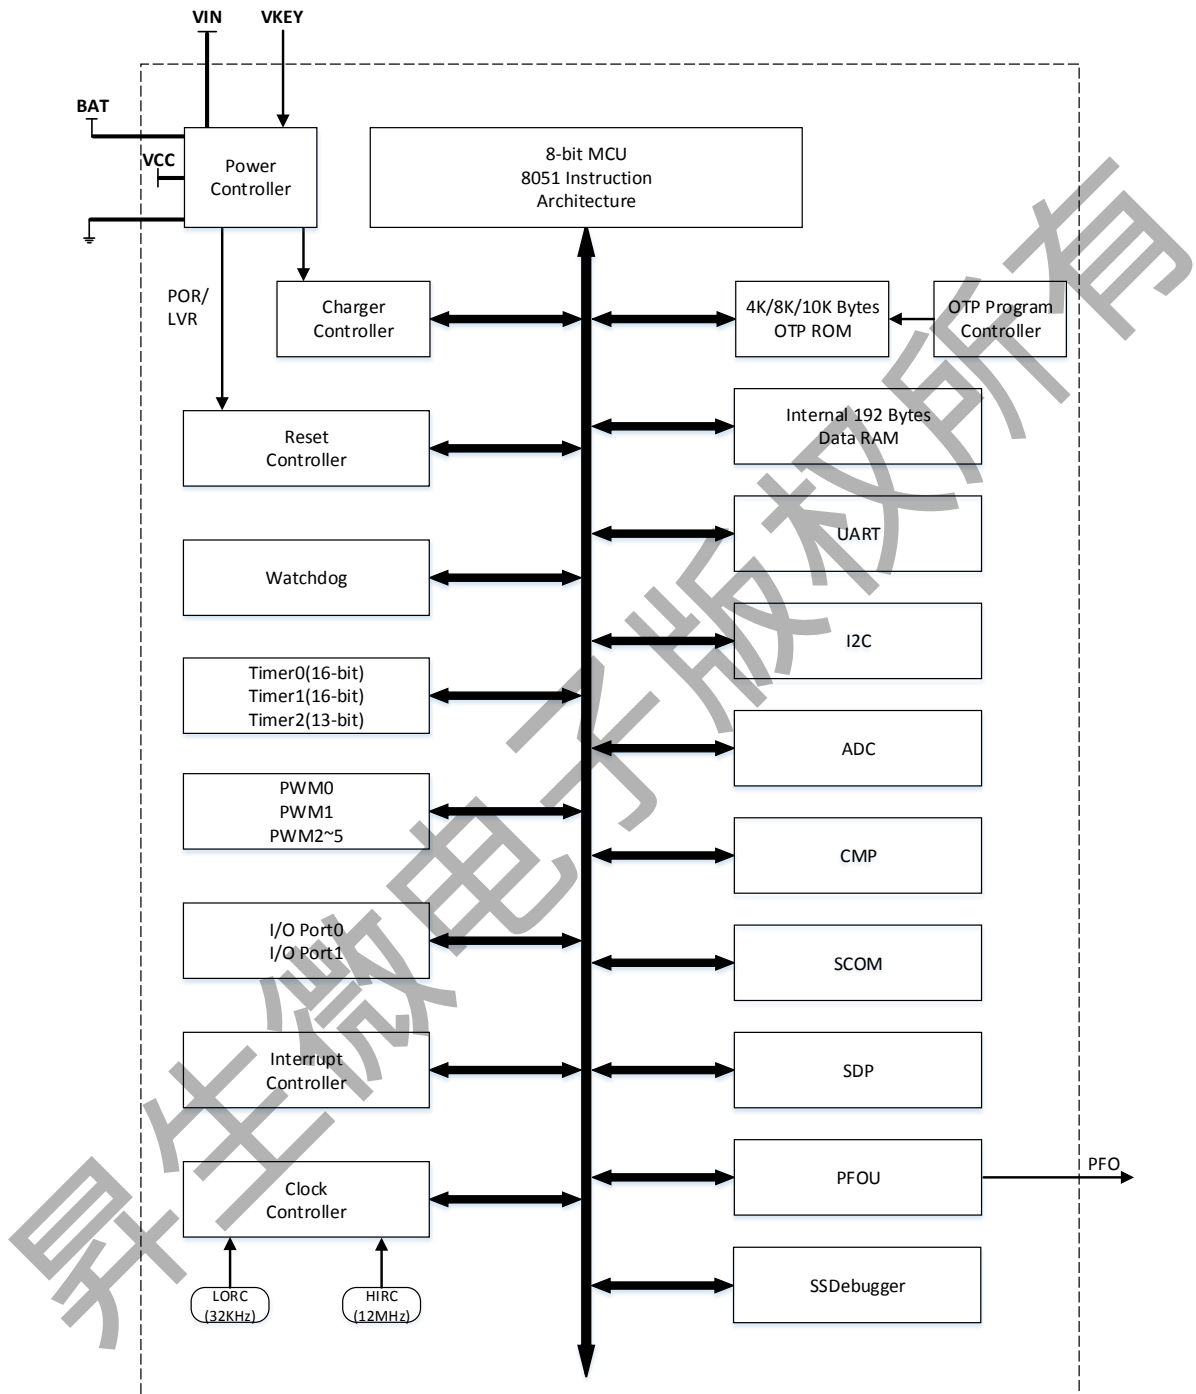 VIN
VKEY
BAT
VCC
Power
Controller
8-bit MCU
8051 Instruction
Architecture
POR/
LVR
Charger
Controller
4K/8K/10K Bytes
OTP ROM
OTP Program
Controller
Reset
Controller
Internal 192 Bytes
Data RAM
UART
Watchdog
I2C
Timer0(16-bit)
Timer1(16-bit)
Timer2(13-bit)
ADC
PWM0
PWM1
PWM2~5
CMP
I/O Port0
I/O Port1
SCOM
Interrupt
Controller
SDP
Clock
Controller
PFOU
PFO
LORC
(32KHz)
HIRC
(12MHz)
SSDebugger
昇生微电子版权所有